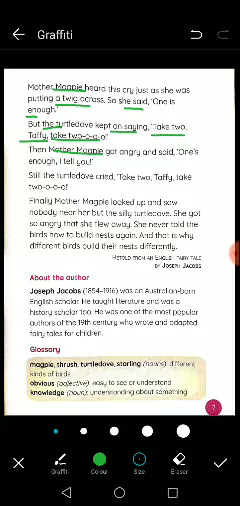 Graffiti
Mother Magpie heard this cry just as she was
putting a twig across. So she said, 'One is
enough.'
But the turtledove kept on saying, 'Take two,
Taffy, take two-o-o-o!'
Then Mother Magpie got angry and said, 'One's
enough, I tell you!'
Still the turtledove cried, 'Take two, Taffy, take
two-o-o-o!
Finally Mother Magpie looked up and saw
nobody near her but the silly turtledove. She got
so angry that she flew away. She never told the
birds how to build nests again. And that is why
different birds build their nests differently.
RETOLD FROM AN ENGLISH FAIRY TALE
BY JOSEPH JACOBS
About the author
Joseph Jacobs (1854–1916) was an Australian-born
English scholar. He taught literature and was a
history scholar too. He was one of the most popular
authors of the 19th century who wrote and adapted
fairy tales for children.
Glossary
magpie, thrush, turtledove, starling (nouns): different
kinds of birds
obvious (adjective): easy to see or understand
knowledge (noun): understanding about something
7
Graffiti
Colour
Size
Eraser